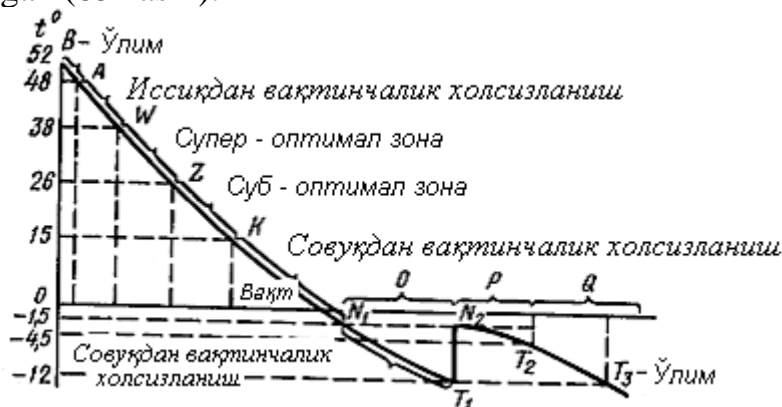 t°
52 B - Ўлим
48 A Иссиқдан вақтинчалик холсизланиш
38 W
Супер - оптимал зона
26 Z Суб - оптимал зона
15 К
Совуқдан вақтинчалик холсизланиш
0 Вақт O P Q
-1,5 N₁ N₂
-4,5 T₂
Совуқдан вақтинчалик
-12 холсизланиш T₃ - Ўлим
T₁